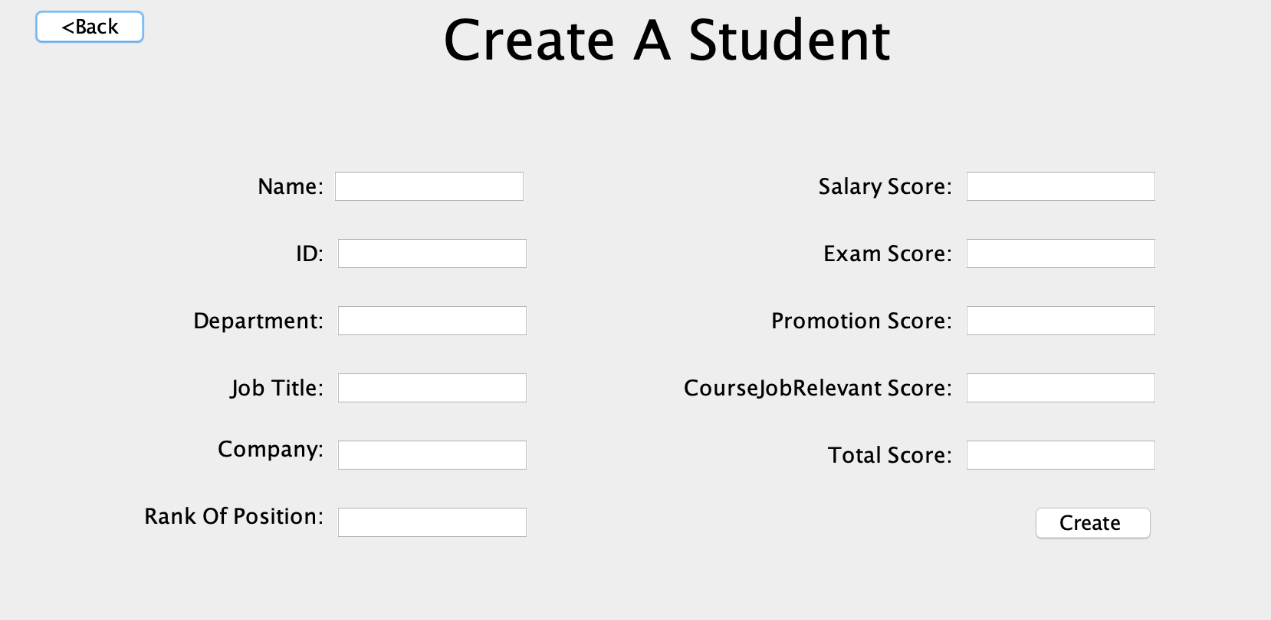 <Back
Create A Student
Name:
ID:
Department:
Job Title:
Company:
Rank Of Position:
Salary Score:
Exam Score:
Promotion Score:
CourseJobRelevant Score:
Total Score:
Create